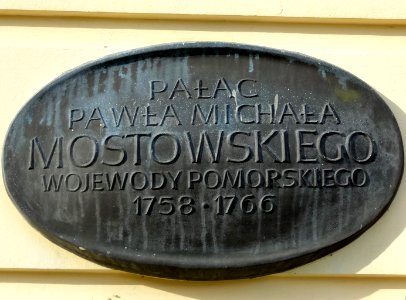 PAŁAC
PAWŁA MICHAŁA
MOSTOWSKIEGO
WOJEWODY POMORSKIEGO
1758 · 1766